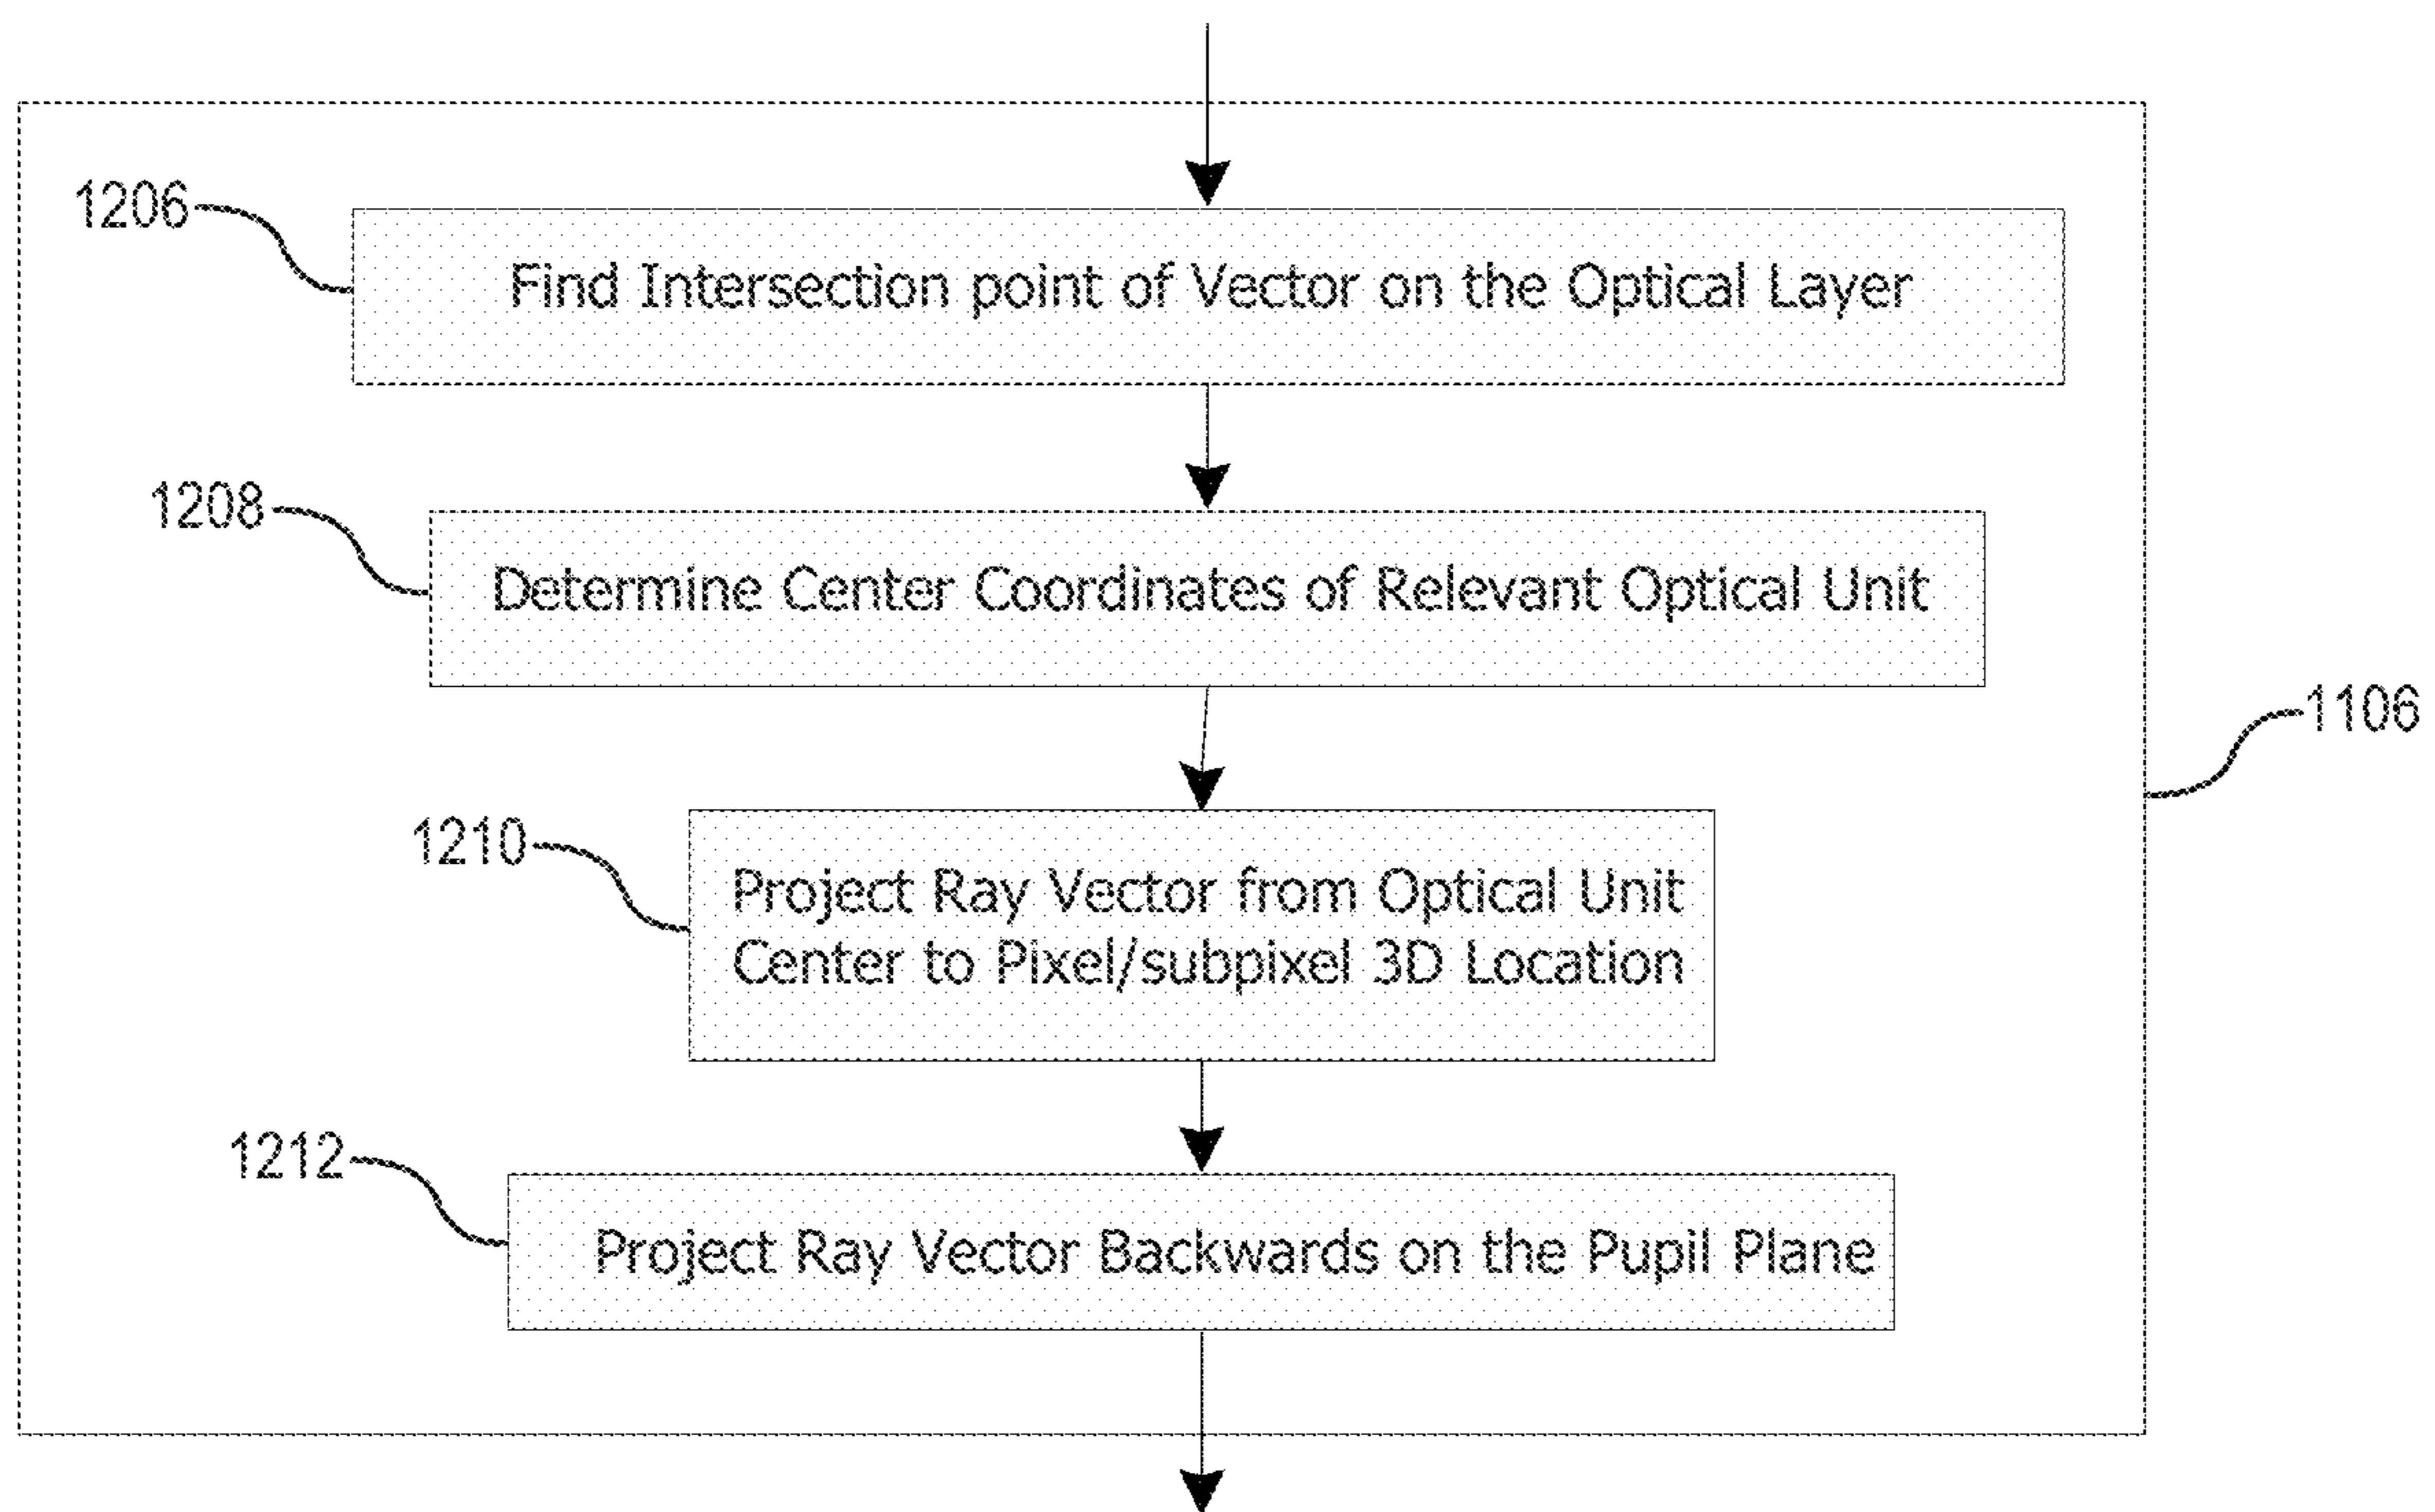 1206
Find Intersection point of Vector on the Optical Layer
1208
Determine Center Coordinates of Relevant Optical Unit
1106
1210
Project Ray Vector from Optical Unit
Center to Pixel/subpixel 3D Location
1212
Project Ray Vector Backwards on the Pupil Plane